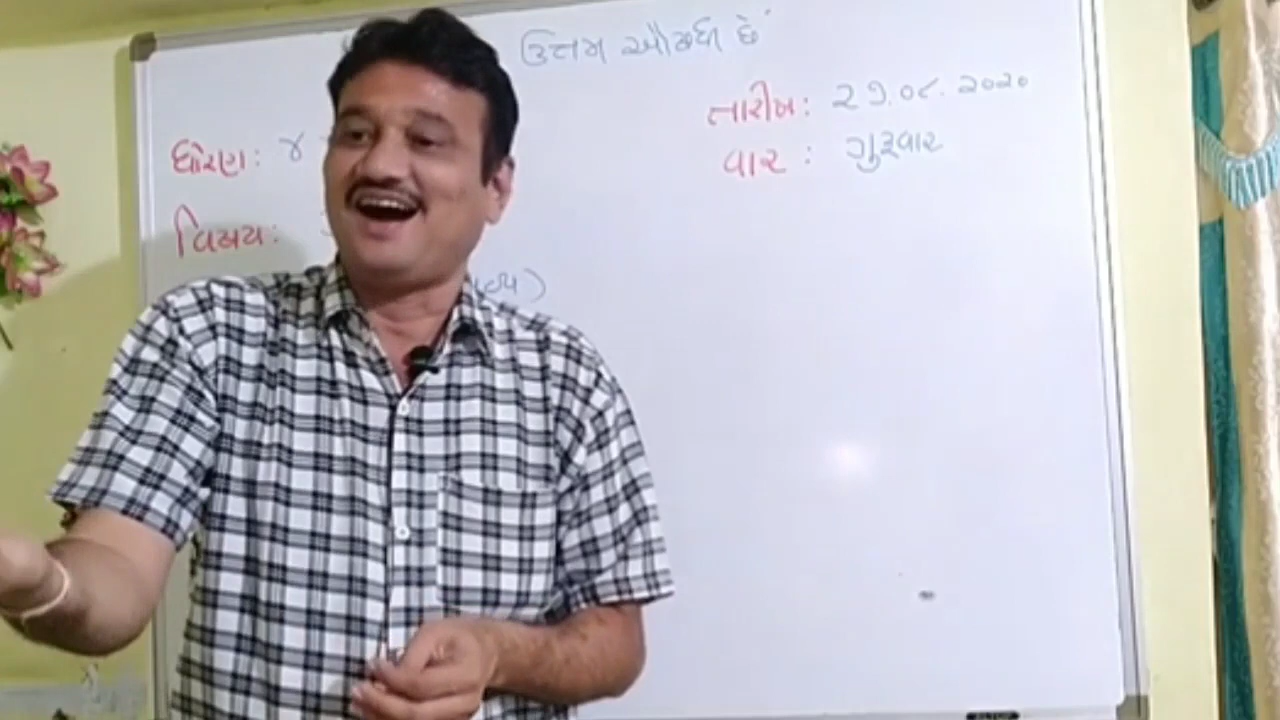 ઉત્તમ ઔષધી છે
તારીખ: ૨૭.૦૮.૨૦૨૦
ધોરણ: ૪
વાર : ગુરૂવાર
વિષય: